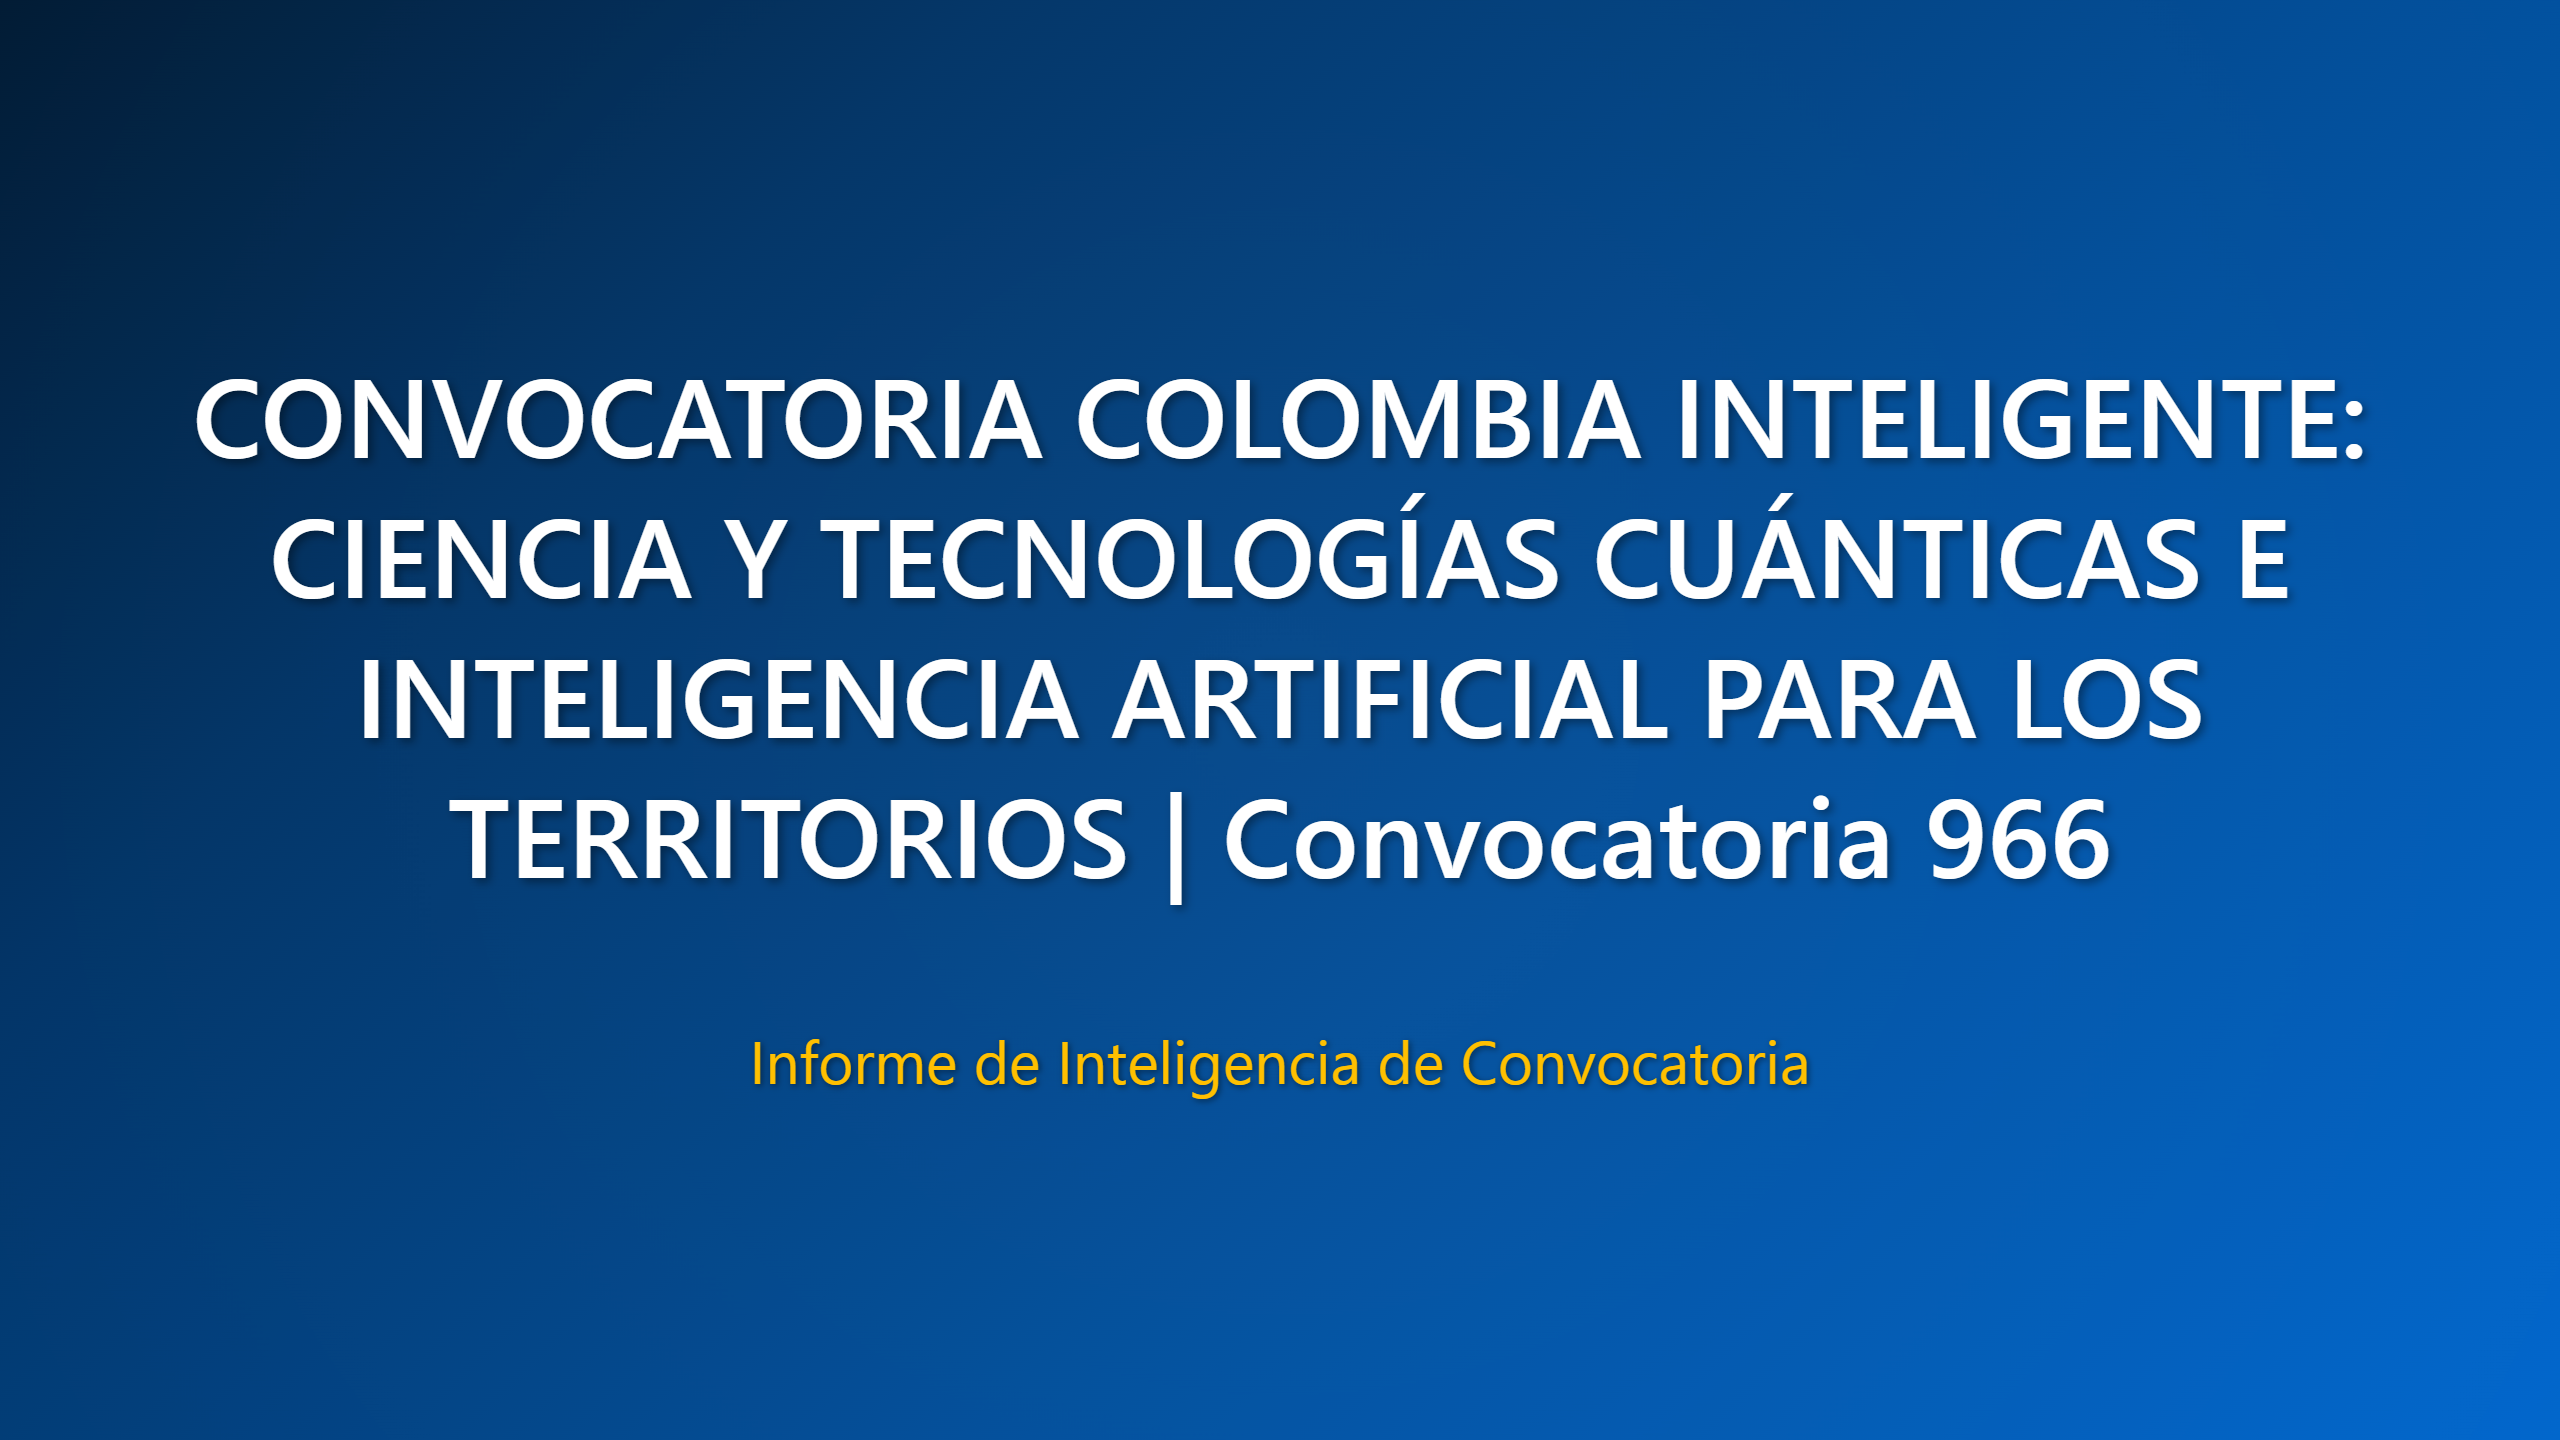 CONVOCATORIA COLOMBIA INTELIGENTE:
CIENCIA Y TECNOLOGÍAS CUÁNTICAS E
INTELIGENCIA ARTIFICIAL PARA LOS
TERRITORIOS | Convocatoria 966
Informe de Inteligencia de Convocatoria